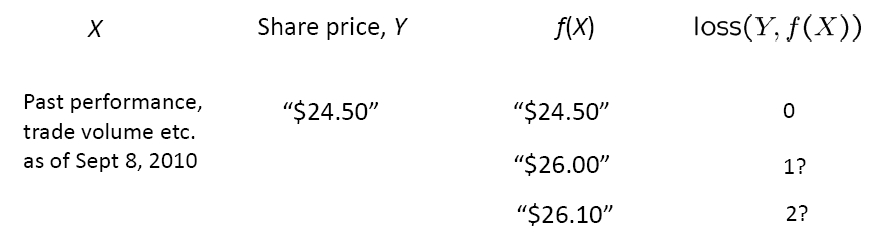 X Share price, Y f(X) loss(Y, f(X))
Past performance,
trade volume etc.
as of Sept 8, 2010
“$24.50” “$24.50” 0
“$26.00” 1?
“$26.10” 2?